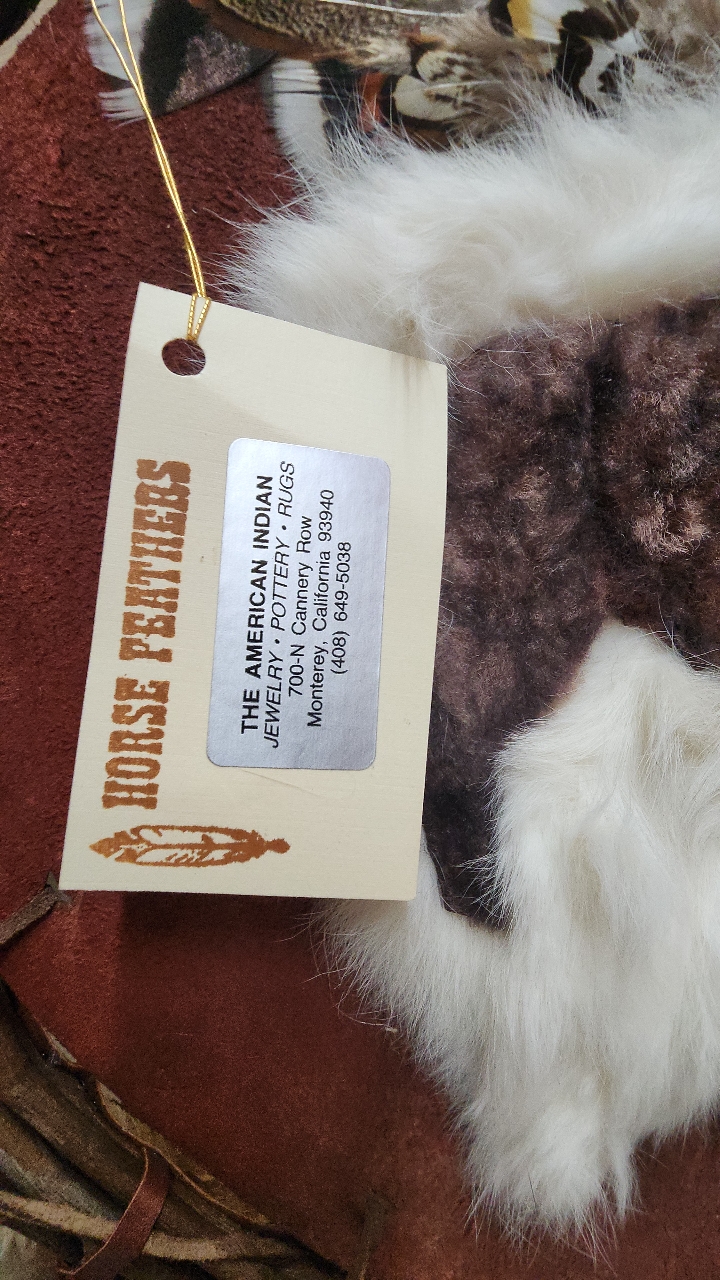 HORSE FEATHERS
THE AMERICAN INDIAN
JEWELRY • POTTERY • RUGS
700-N Cannery Row
Monterey, California 93940
(408) 649-5038